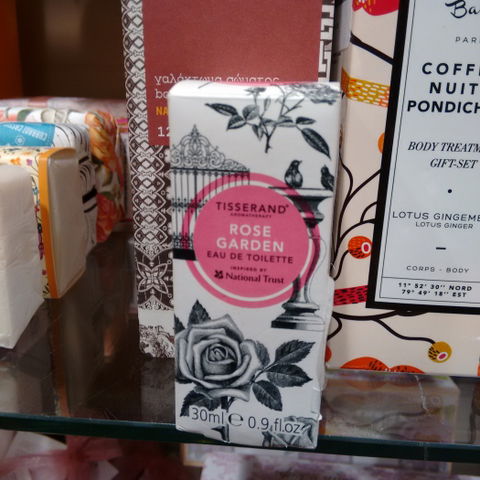 γαλάκτωμα σώματος
TISSERAND
AROMATHERAPY
ROSE
GARDEN
EAU DE TOILETTE
INSPIRED BY
National Trust
30ml e 0.9 fl.oz
PARI
COFFE
NUIT
PONDICH
BODY TREATM
GIFT-SET
LOTUS GINGEMB
LOTUS GINGER
CORPS - BODY
11° 52' 30'' NORD
79° 49' 18'' EST